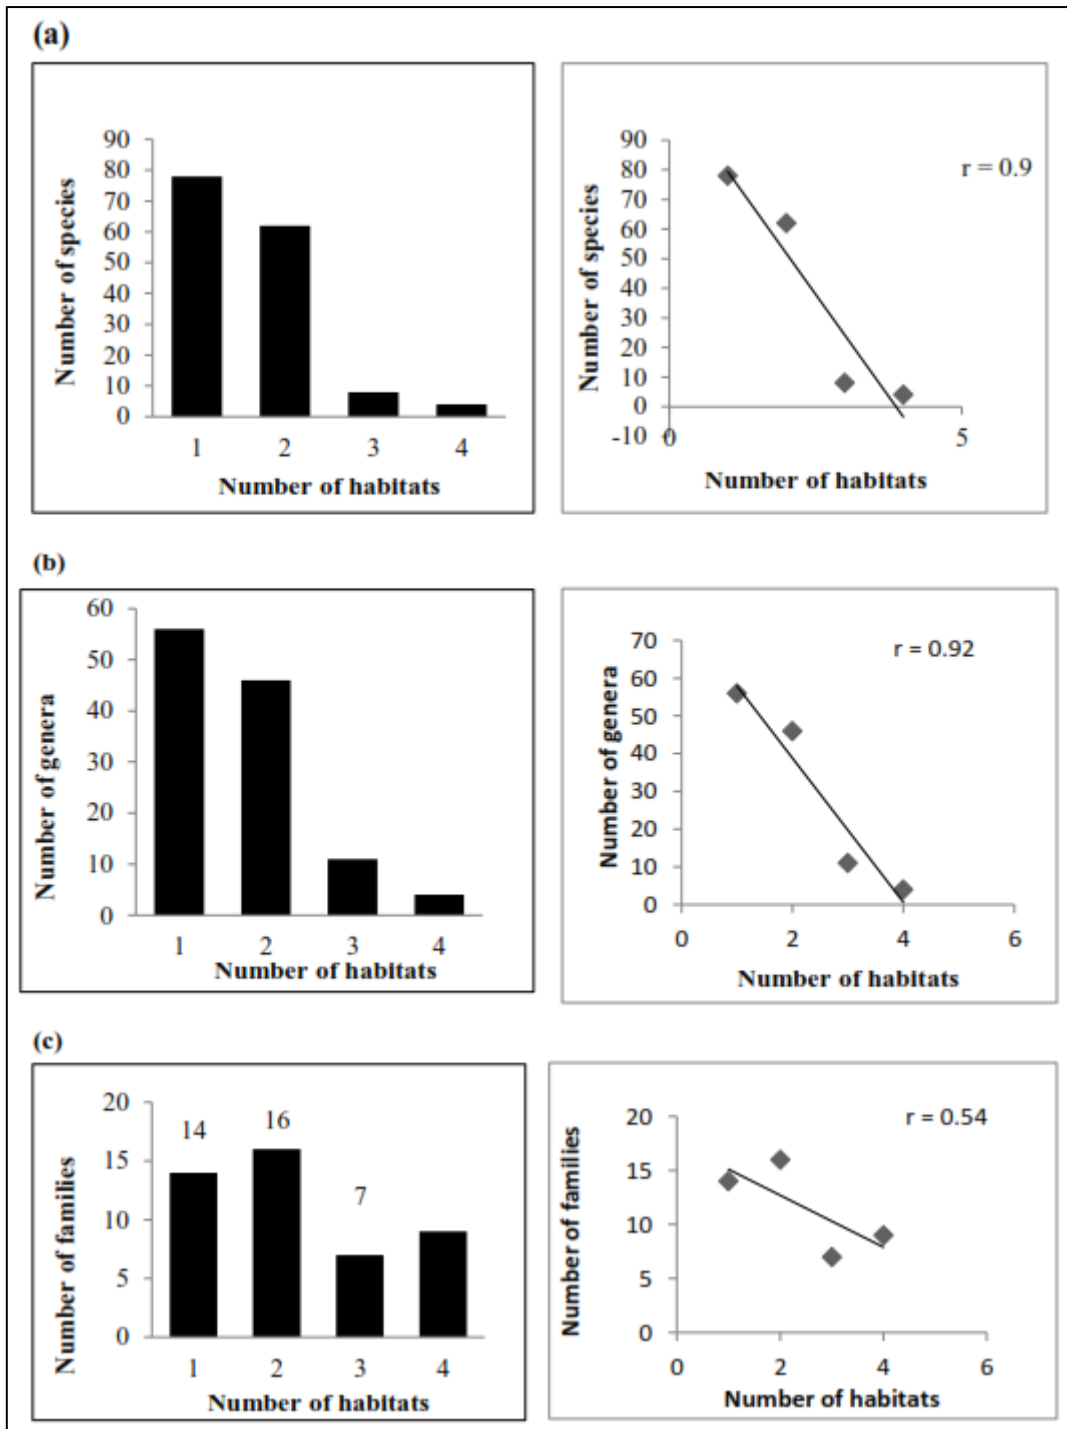 (a)
90
80
70
60
50
40
30
20
10
0
Number of species
1 2 3 4
Number of habitats
90
80
70
60
50
40
30
20
10
0
-10
Number of species
r = 0.9
0 5
Number of habitats
(b)
60
50
40
30
20
10
0
Number of genera
1 2 3 4
Number of habitats
70
60
50
40
30
20
10
0
Number of genera
r = 0.92
0 2 4 6
Number of habitats
(c)
20
15
10
5
0
Number of families
14 16 7
1 2 3 4
Number of habitats
20
15
10
5
0
Number of families
r = 0.54
0 2 4 6
Number of habitats